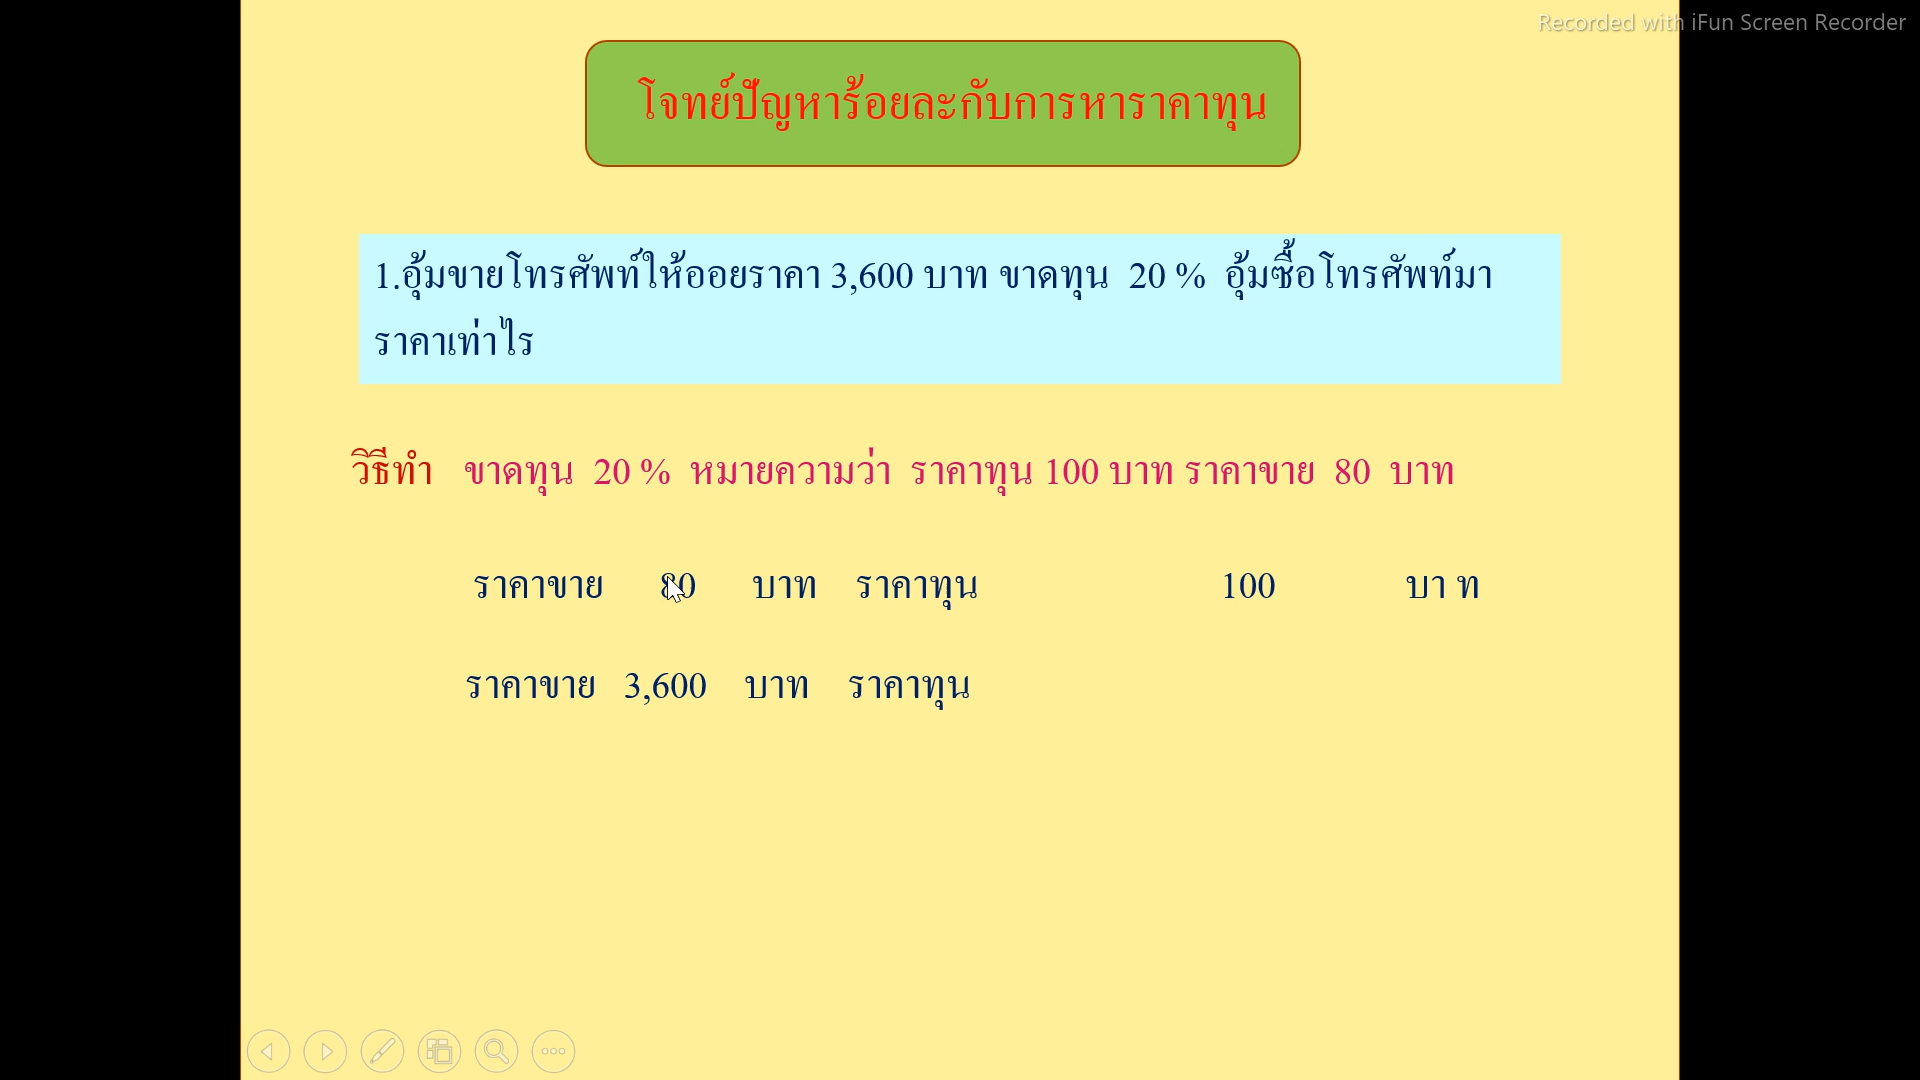 Recorded with iFun Screen Recorder
โจทย์ปัญหาร้อยละกับการหาราคาทุน
1.อุ้มขายโทรศัพท์ให้ออยราคา 3,600 บาท ขาดทุน 20 % อุ้มซื้อโทรศัพท์มา
ราคาเท่าไร
วิธีทำ ขาดทุน 20 % หมายความว่า ราคาทุน 100 บาท ราคาขาย 80 บาท
ราคาขาย 80 บาท ราคาทุน 100 บา ท
ราคาขาย 3,600 บาท ราคาทุน